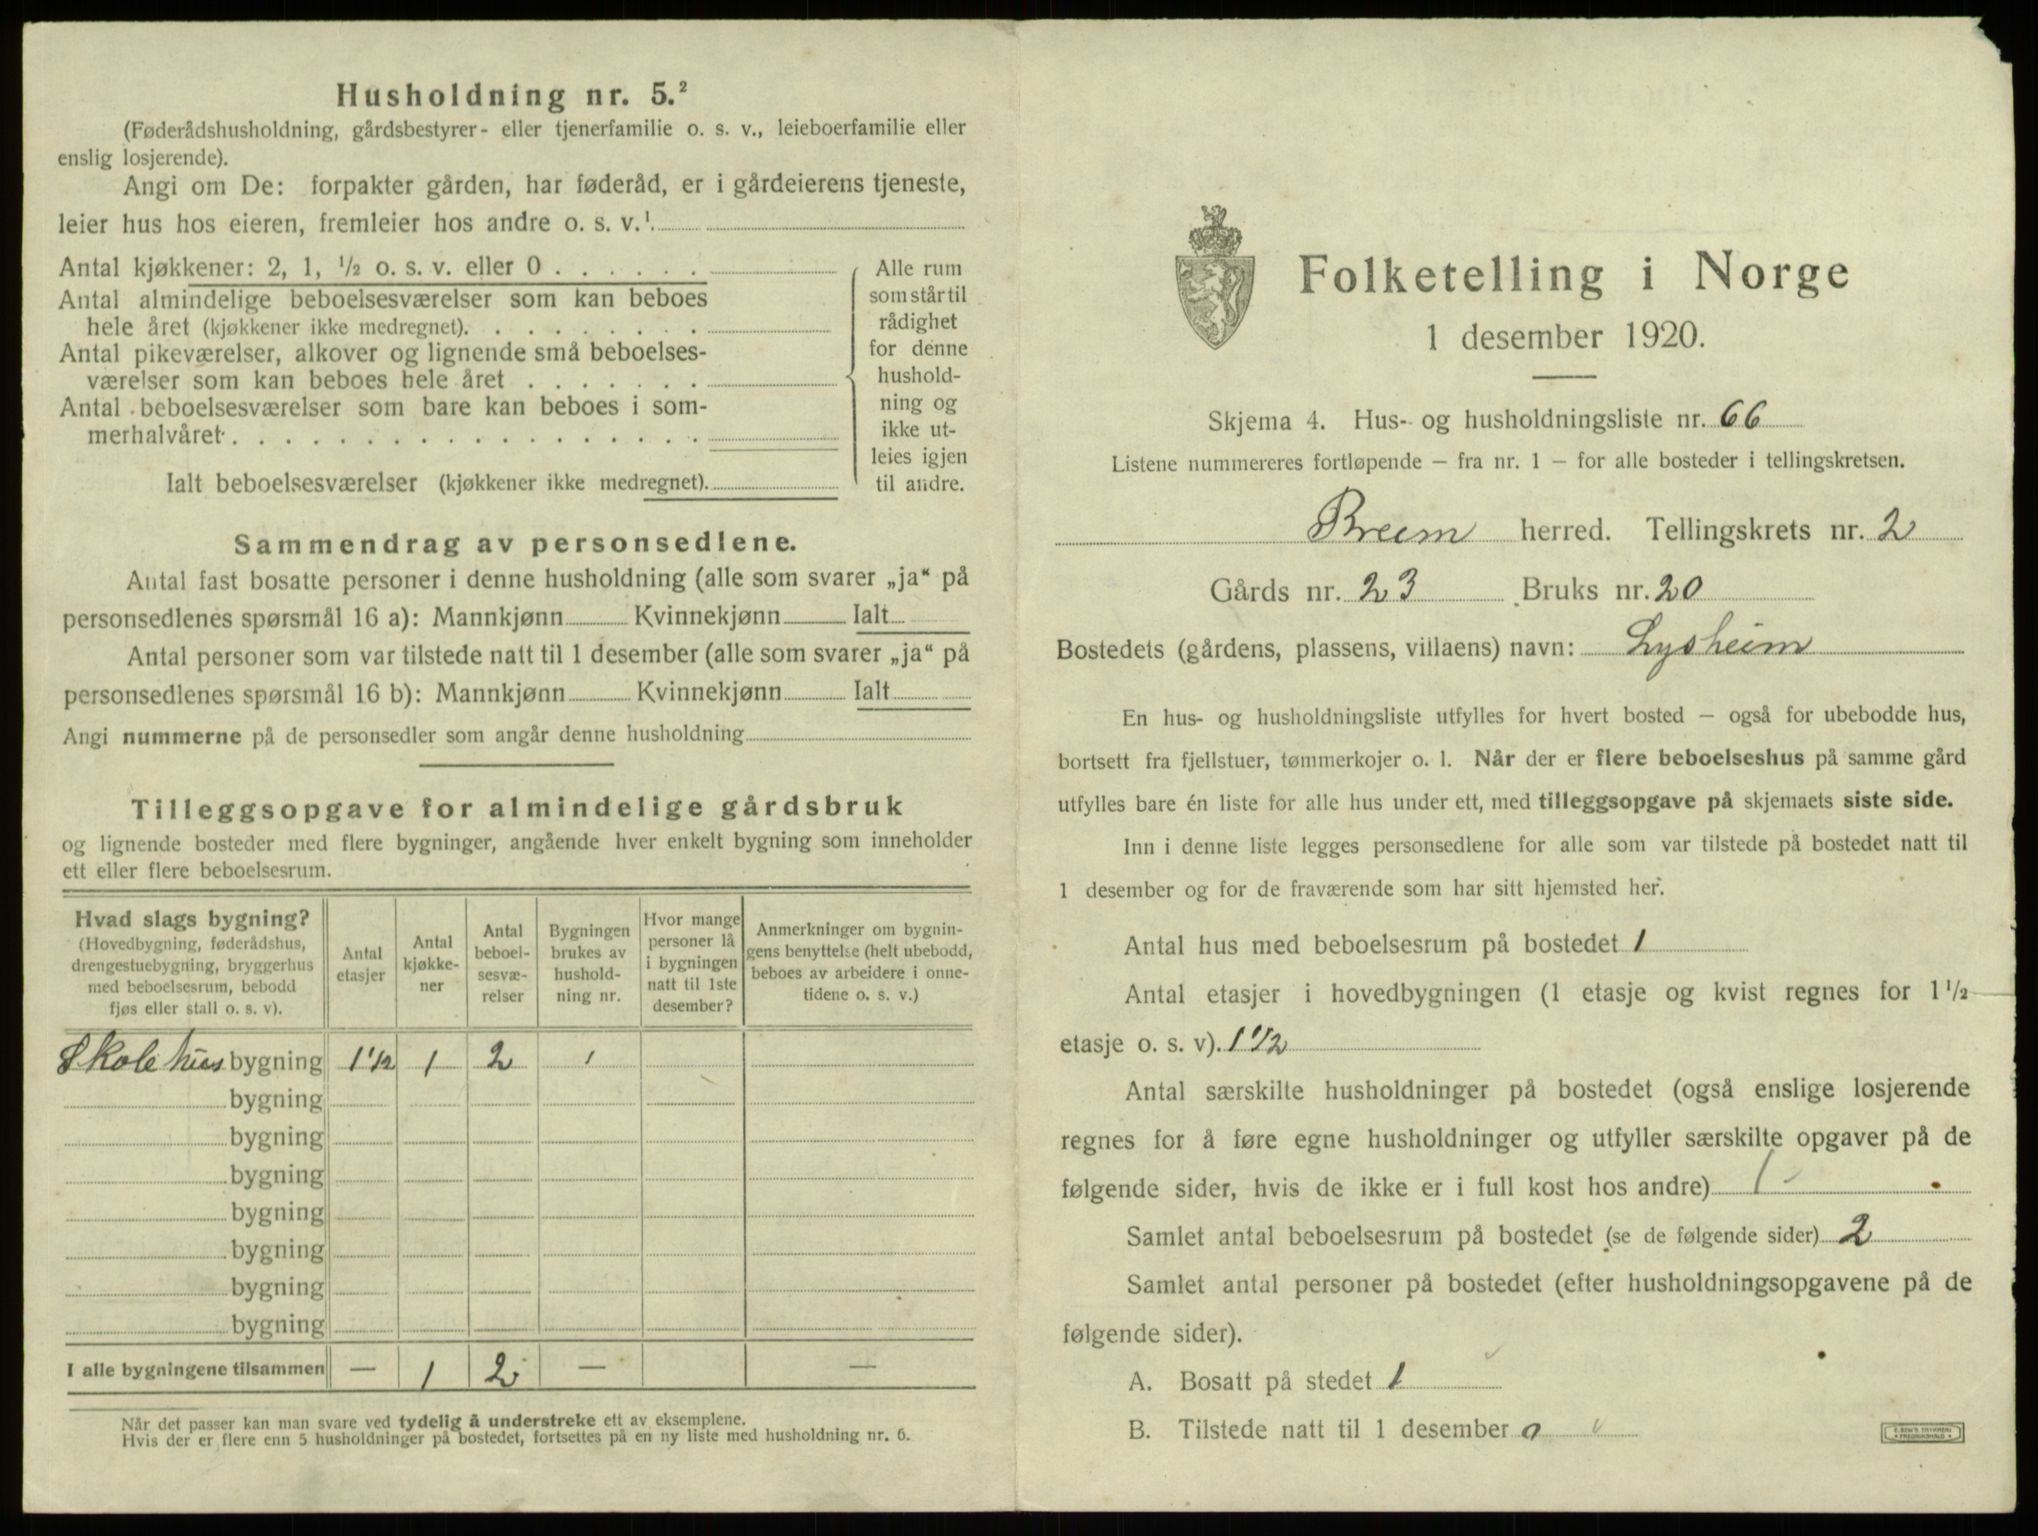 Husholdning nr. 5.²
(Føderådshusholdning, gårdsbestyrer- eller tjenerfamilie o. s. v., leieboerfamilie eller
enslig losjerende).
Angi om De: forpakter gården, har føderåd, er i gårdeierens tjeneste,
leier hus hos eieren, fremleier hos andre o. s. v.¹
Antal kjøkkener: 2, 1, ½ o. s. v. eller 0 . . . . . .
Antal almindelige beboelsesværelser som kan beboes
hele året (kjøkkener ikke medregnet). . . . . . . . .
Antal pikeværelser, alkover og lignende små beboelses-
værelser som kan beboes hele året . . . . . . .
Antal beboelsesværelser som bare kan beboes i som-
merhalvåret . . . . . . . . . . . . . . . . . .
Ialt beboelsesværelser (kjøkkener ikke medregnet).
Alle rum
som står til
rådighet
for denne
hushold-
ning og
ikke ut-
leies igjen
til andre.
Sammendrag av personsedlene.
Antal fast bosatte personer i denne husholdning (alle som svarer „ja“ på
personsedlenes spørsmål 16 a): Mannkjønn Kvinnekjønn Ialt
Antal personer som var tilstede natt til 1 desember (alle som svarer „ja“ på
personsedlenes spørsmål 16 b): Mannkjønn Kvinnekjønn Ialt
Angi nummerne på de personsedler som angår denne husholdning
Tilleggsopgave for almindelige gårdsbruk
og lignende bosteder med flere bygninger, angående hver enkelt bygning som inneholder
ett eller flere beboelsesrum.
Hvad slags bygning?
(Hovedbygning, føderådshus,
drengestuebygning, bryggerhus
med beboelsesrum, bebodd
fjøs eller stall o. s. v).
Antal
etasjer
Antal
kjøkke-
ner
Antal
beboel-
sesvæ-
relser
Bygningen
brukes av
hushold-
ning nr.
Hvor mange
personer lå
i bygningen
natt til 1ste
desember?
Anmerkninger om bygnin-
gens benyttelse (helt ubebodd,
beboes av arbeidere i onne-
tidene o. s. v.)
Skolehus bygning 1½ 1 2 1
bygning
bygning
bygning
bygning
bygning
bygning
bygning
I alle bygningene tilsammen — 1 2 — —
Når det passer kan man svare ved tydelig å understreke ett av eksemplene.
Hvis der er flere enn 5 husholdninger på bostedet, fortsettes på en ny liste med husholdning nr. 6.
Folketelling i Norge
1 desember 1920.
Skjema 4. Hus- og husholdningsliste nr. 66
Listene nummereres fortløpende — fra nr. 1 — for alle bosteder i tellingskretsen.
Breim herred. Tellingskrets nr. 2
Gårds nr. 23 Bruks nr. 20
Bostedets (gårdens, plassens, villaens) navn: Lysheim
En hus- og husholdningsliste utfylles for hvert bosted — også for ubebodde hus,
bortsett fra fjellstuer, tømmerkojer o. l. Når der er flere beboelseshus på samme gård
utfylles bare én liste for alle hus under ett, med tilleggsopgave på skjemaets siste side.
Inn i denne liste legges personsedlene for alle som var tilstede på bostedet natt til
1 desember og for de fraværende som har sitt hjemsted her.
Antal hus med beboelsesrum på bostedet 1
Antal etasjer i hovedbygningen (1 etasje og kvist regnes for 1½
etasje o. s. v). 1½
Antal særskilte husholdninger på bostedet (også enslige losjerende
regnes for å føre egne husholdninger og utfyller særskilte opgaver på de
følgende sider, hvis de ikke er i full kost hos andre) 1
Samlet antal beboelsesrum på bostedet (se de følgende sider) 2
Samlet antal personer på bostedet (efter husholdningsopgavene på de
følgende sider).
A. Bosatt på stedet 1
B. Tilstede natt til 1 desember 0